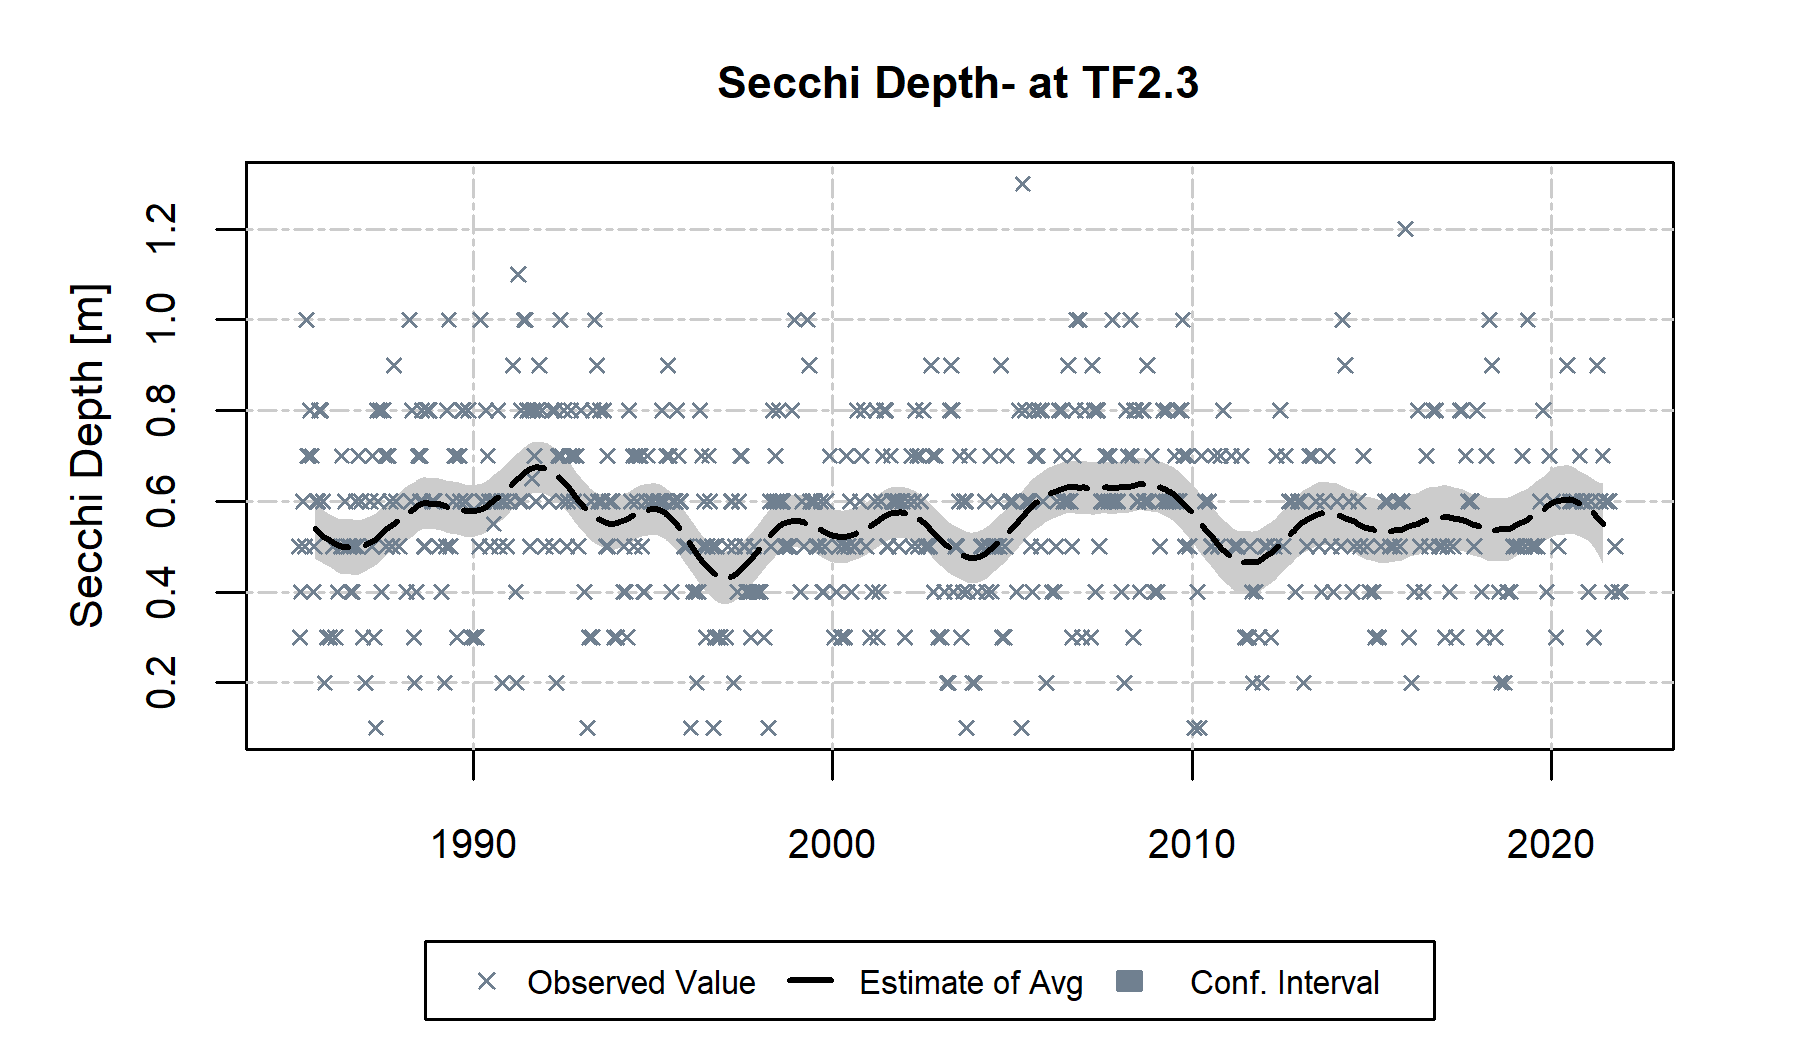 Secchi Depth- at TF2.3
Secchi Depth [m]
1.2
1.0
0.8
0.6
0.4
0.2
1990 2000 2010 2020
Observed Value Estimate of Avg Conf. Interval